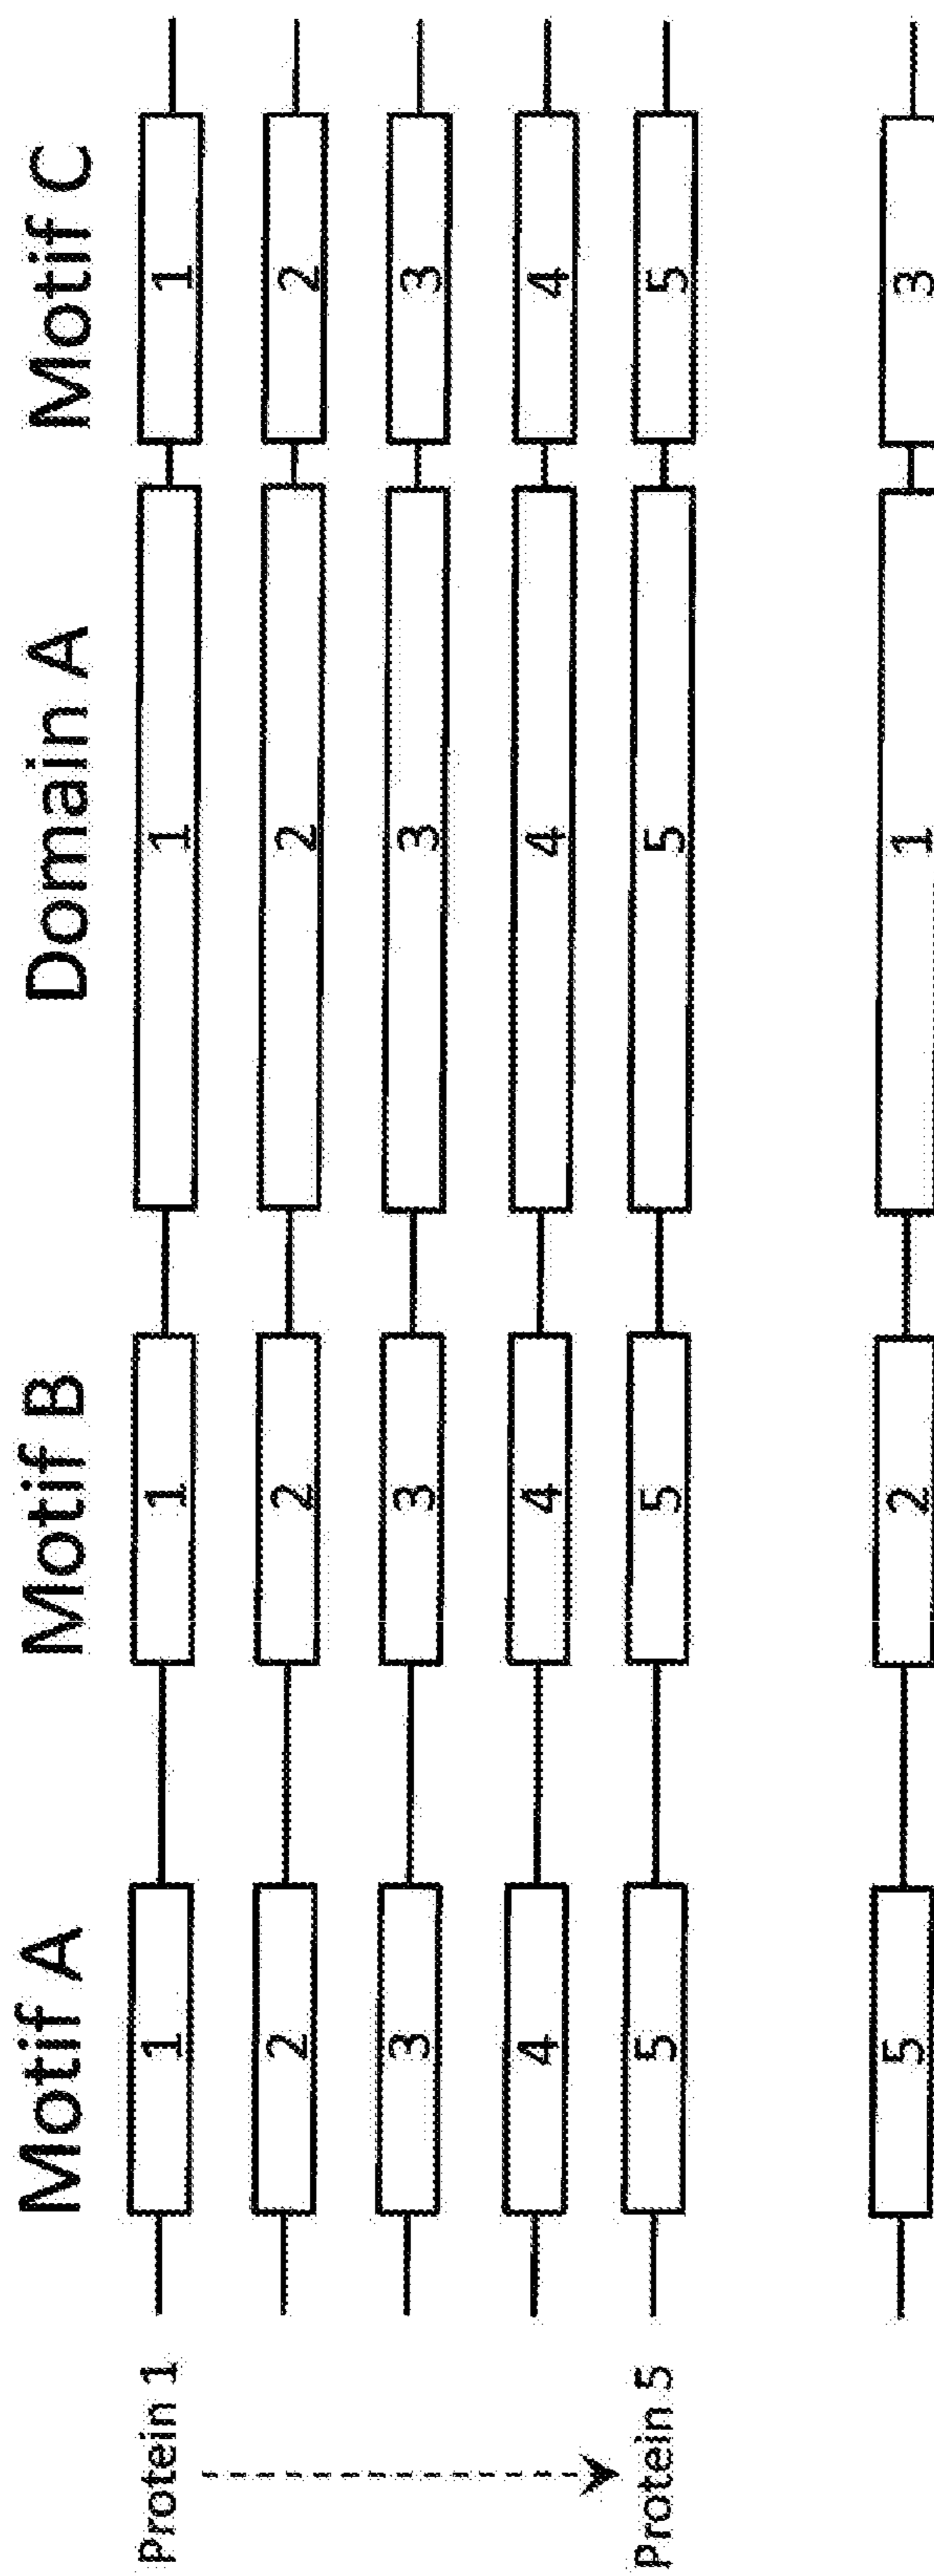 Motif A Motif B Domain A Motif C
Protein 1 1 1 1 1
2 2 2 2
3 3 3 3
4 4 4 4
Protein 5 5 5 5 5
5 2 1 3